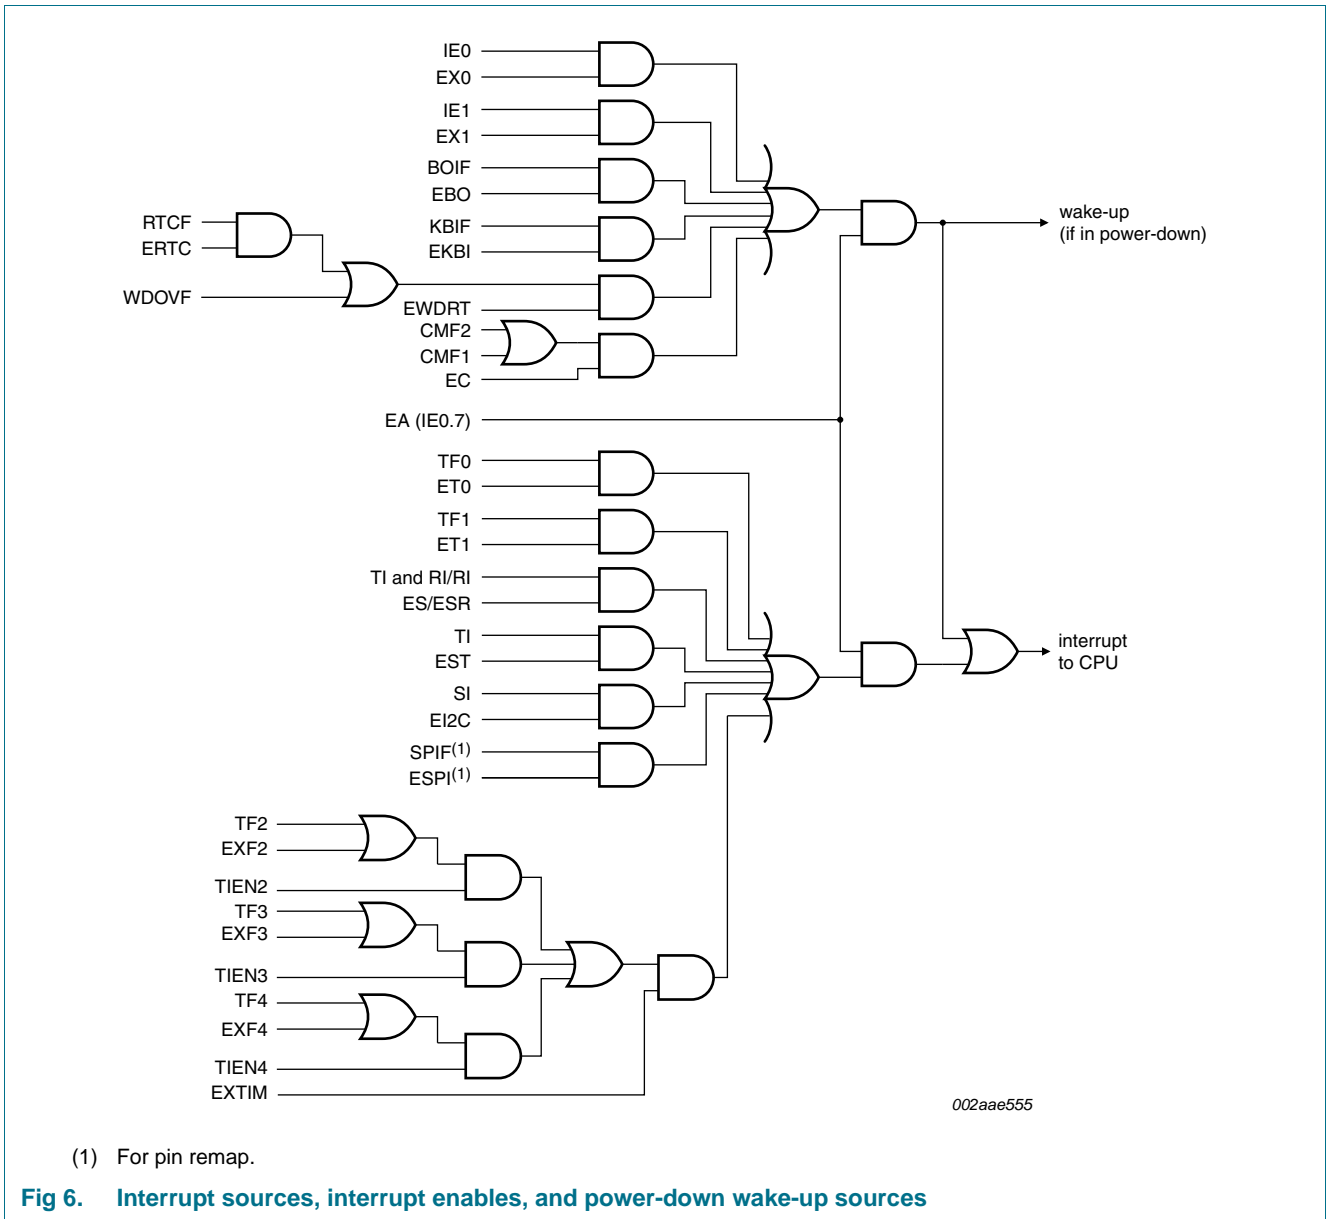 IE0
EX0
IE1
EX1
BOIF
EBO
KBIF
EKBI
RTCF
ERTC
WDOVF
EWDRT
CMF2
CMF1
EC
wake-up
(if in power-down)
EA (IE0.7)
TF0
ET0
TF1
ET1
TI and RI/RI
ES/ESR
TI
EST
SI
EI2C
SPIF(1)
ESPI(1)
interrupt
to CPU
TF2
EXF2
TIEN2
TF3
EXF3
TIEN3
TF4
EXF4
TIEN4
EXTIM
002aae555
(1) For pin remap.
Fig 6. Interrupt sources, interrupt enables, and power-down wake-up sources